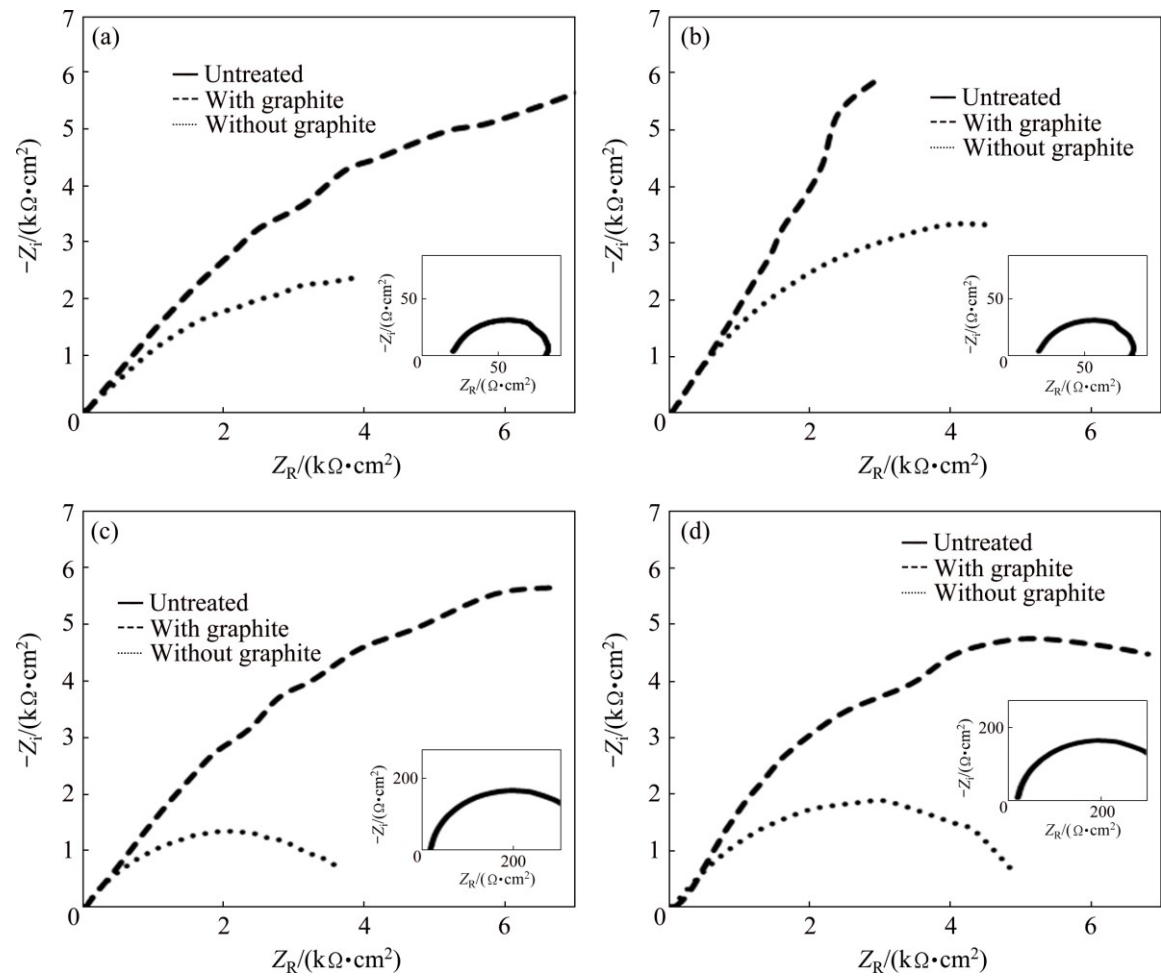 (a)
Untreated
With graphite
Without graphite
7
6
5
4
3
2
1
0
2
4
6
−Zi/(kΩ•cm²)
ZR/(kΩ•cm²)
50
0
50
−Zi/(Ω•cm²)
ZR/(Ω•cm²)
(b)
Untreated
With graphite
Without graphite
7
6
5
4
3
2
1
0
2
4
6
−Zi/(kΩ•cm²)
ZR/(kΩ•cm²)
50
0
50
−Zi/(Ω•cm²)
ZR/(Ω•cm²)
(c)
Untreated
With graphite
Without graphite
7
6
5
4
3
2
1
0
2
4
6
−Zi/(kΩ•cm²)
ZR/(kΩ•cm²)
200
0
200
−Zi/(Ω•cm²)
ZR/(Ω•cm²)
(d)
Untreated
With graphite
Without graphite
7
6
5
4
3
2
1
0
2
4
6
−Zi/(kΩ•cm²)
ZR/(kΩ•cm²)
200
0
200
−Zi/(Ω•cm²)
ZR/(Ω•cm²)